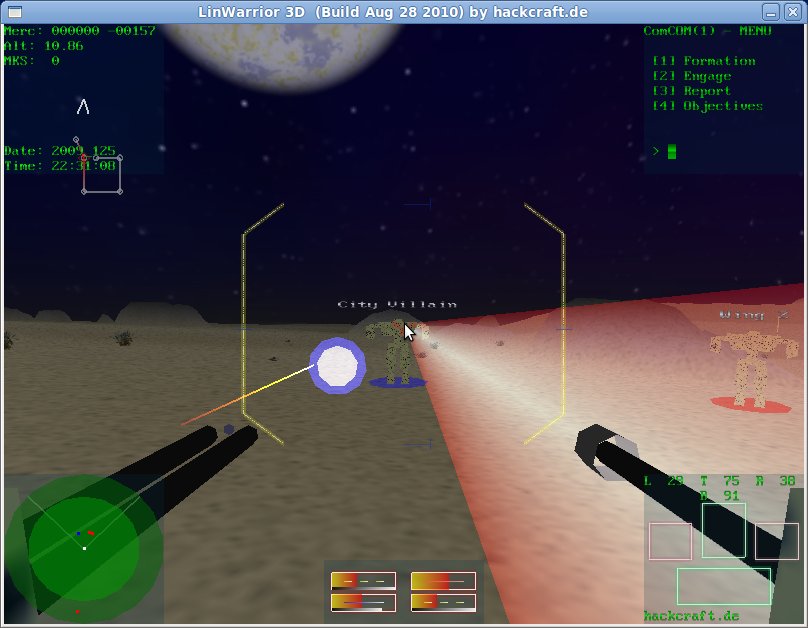 LinWarrior 3D (Build Aug 28 2010) by hackcraft.de
Merc: 000000 -00157
Alt: 10.86
MKS: 0
Date: 2009 125
Time: 22:31:08
ComCOM(1) - MENU
[1] Formation
[2] Engage
[3] Report
[4] Objectives
>
City Villain
Wing 2
L 29 T 75 R 30
B 91
hackcraft.de